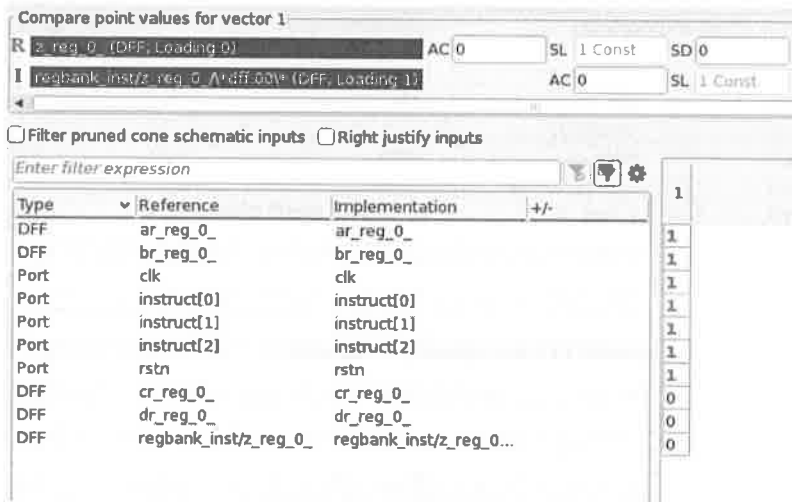 Compare point values for vector 1
R z_reg_0_ (DFF, Loading 0) AC 0 SL 1 Const SD 0
I regbank_inst/z_reg_0_/\*dff.00\* (DFF, Loading 1) AC 0 SL 1 Const
Filter pruned cone schematic inputs Right justify inputs
Enter filter expression
1
Type Reference Implementation +/-
DFF ar_reg_0_ ar_reg_0_ 1
DFF br_reg_0_ br_reg_0_ 1
Port clk clk 1
Port instruct[0] instruct[0] 1
Port instruct[1] instruct[1] 1
Port instruct[2] instruct[2] 1
Port rstn rstn 1
DFF cr_reg_0_ cr_reg_0_ 0
DFF dr_reg_0_ dr_reg_0_ 0
DFF regbank_inst/z_reg_0_ regbank_inst/z_reg_0... 0